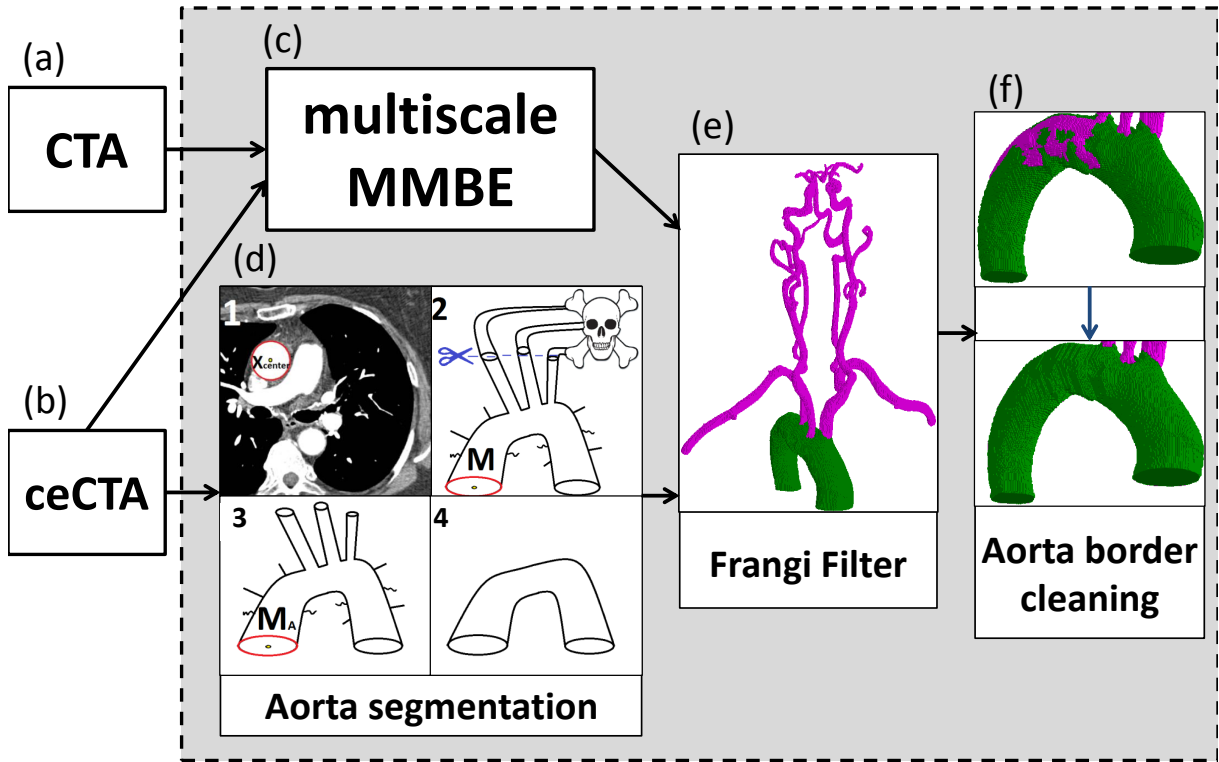 (a)
CTA
(b)
ceCTA
(c)
multiscale
MMBE
(d)
1
Xcenter
2
M
3
MA
4
Aorta segmentation
(e)
Frangi Filter
(f)
Aorta border
cleaning